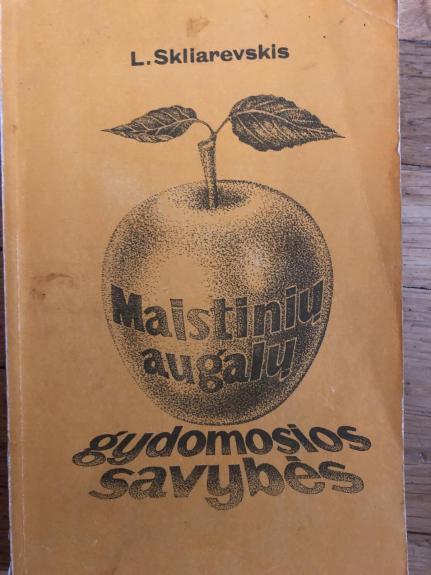 L. Skliarevskis
Maistinių
augalų
gydomosios
savybės